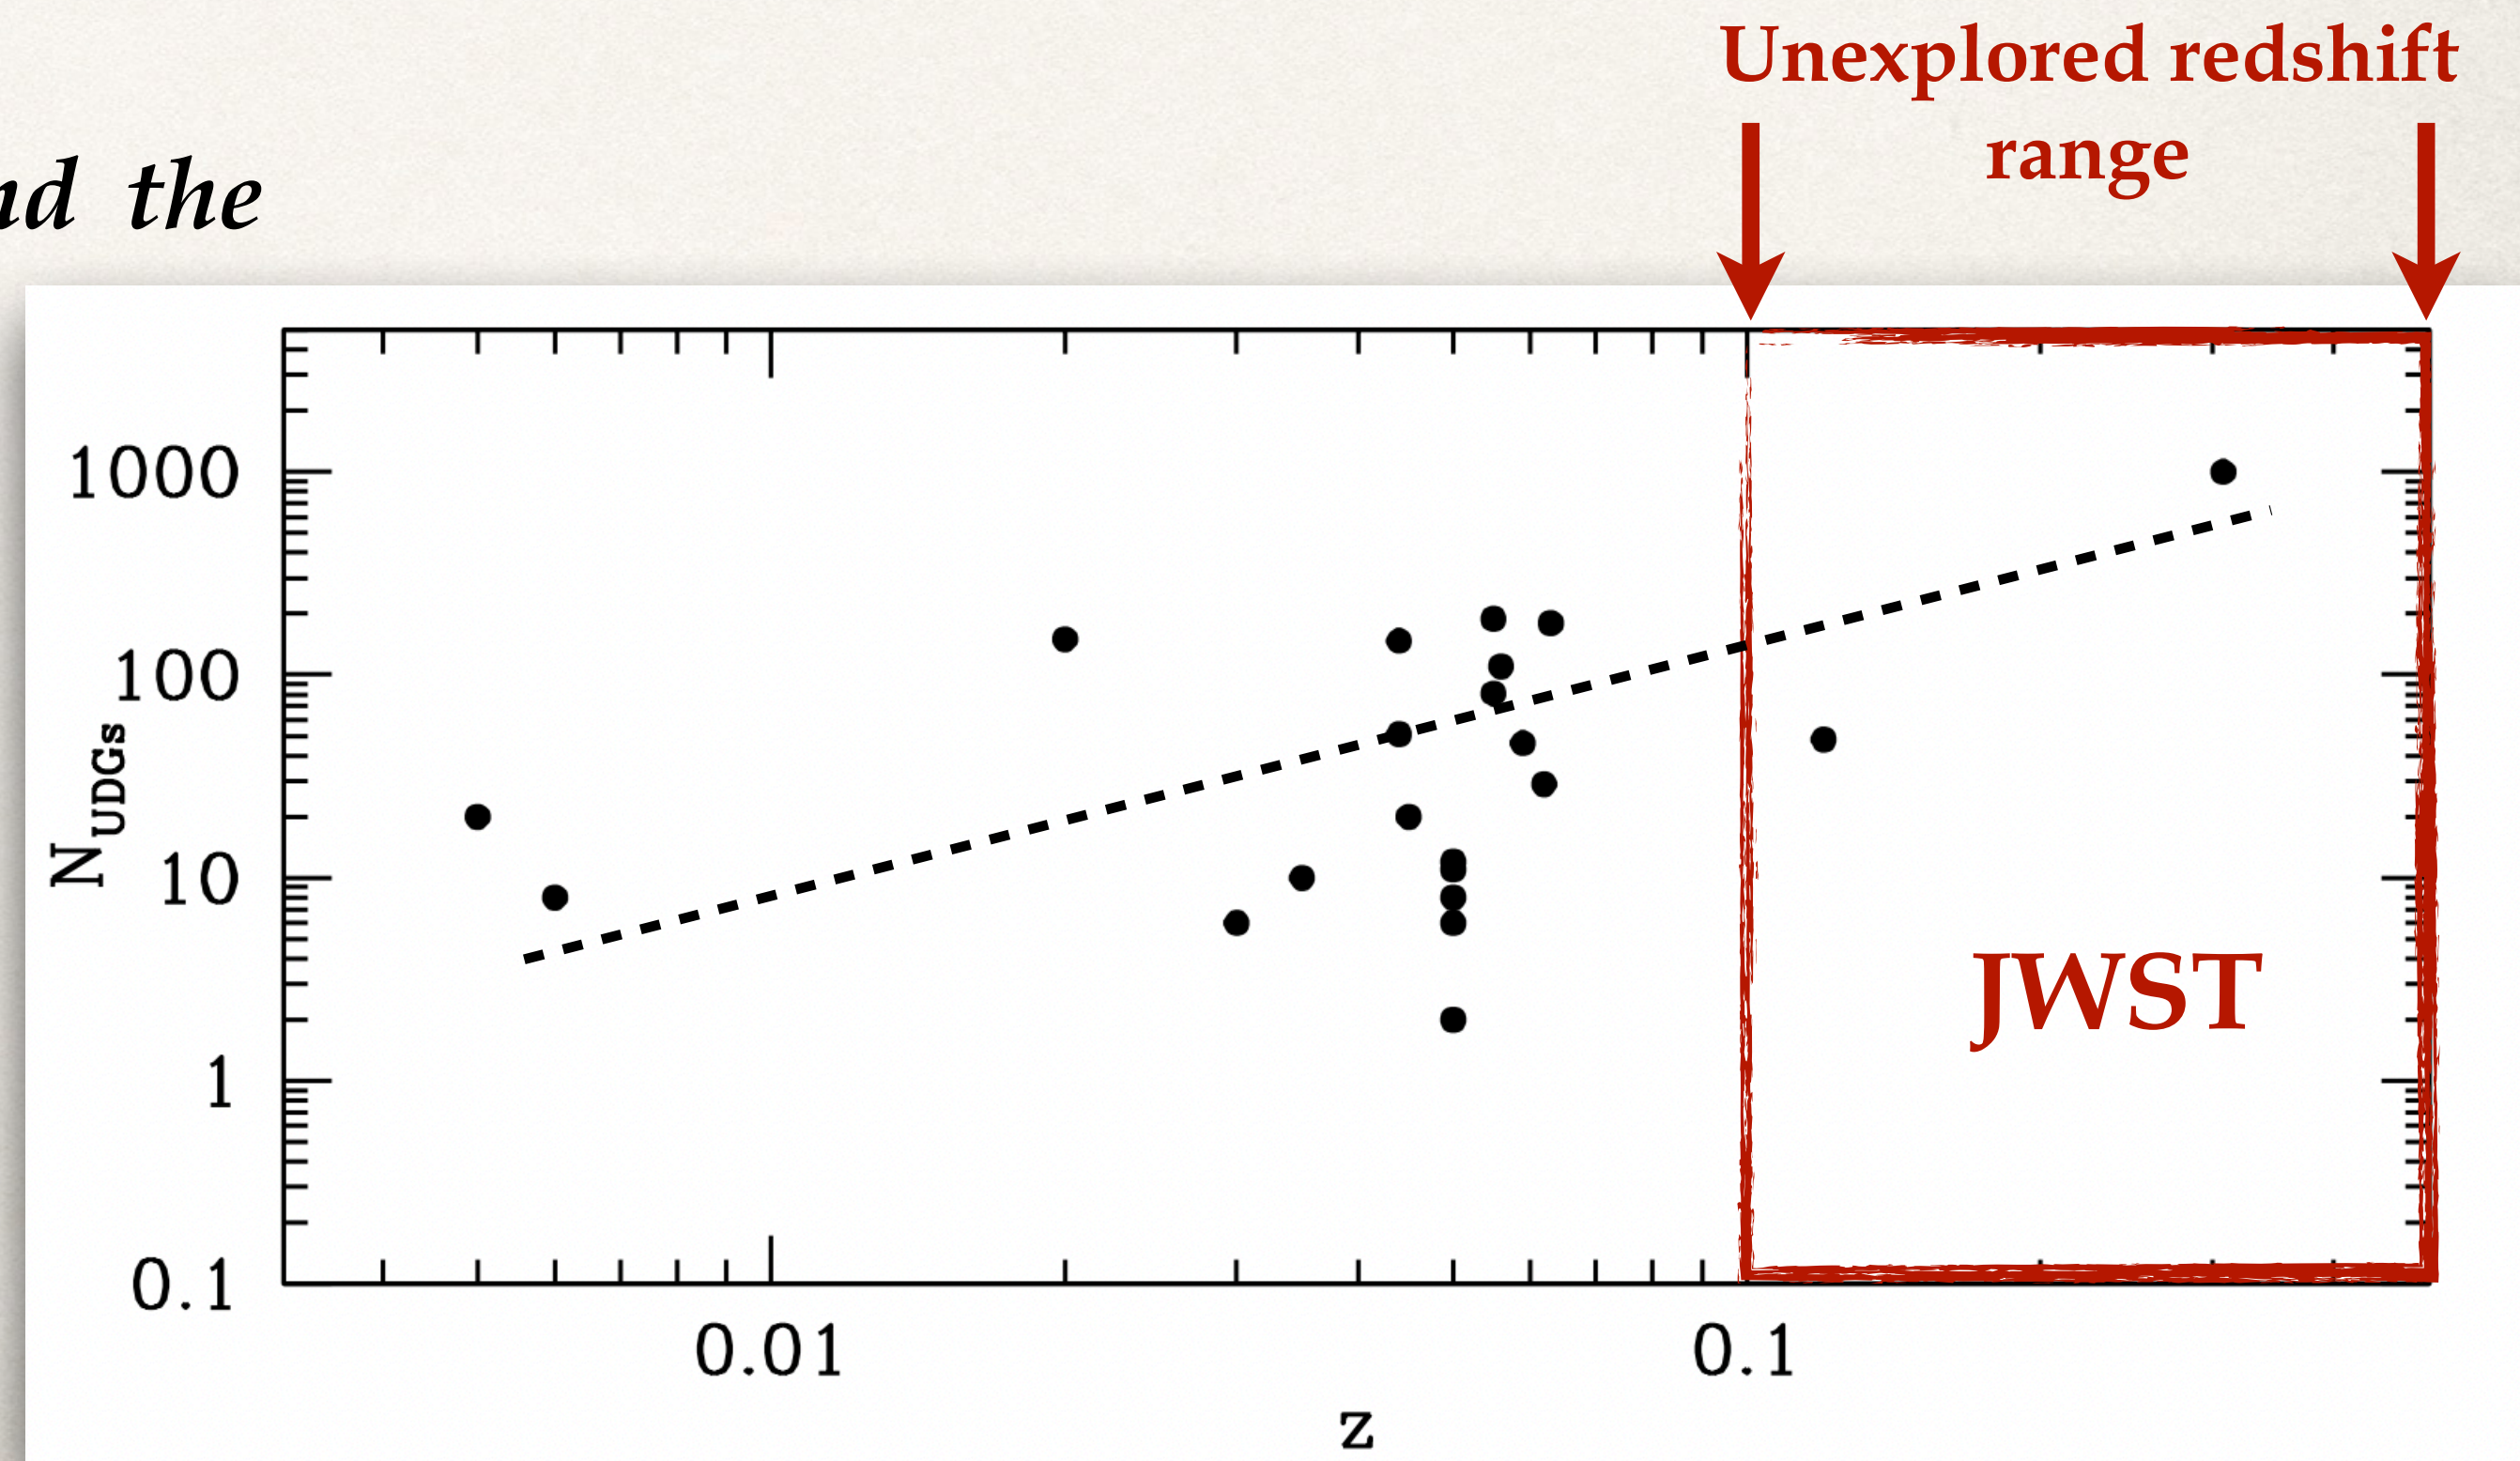 Unexplored redshift
range
nd the
1000
100
10
1
0.1
N_UDGs
JWST
0.01
0.1
z